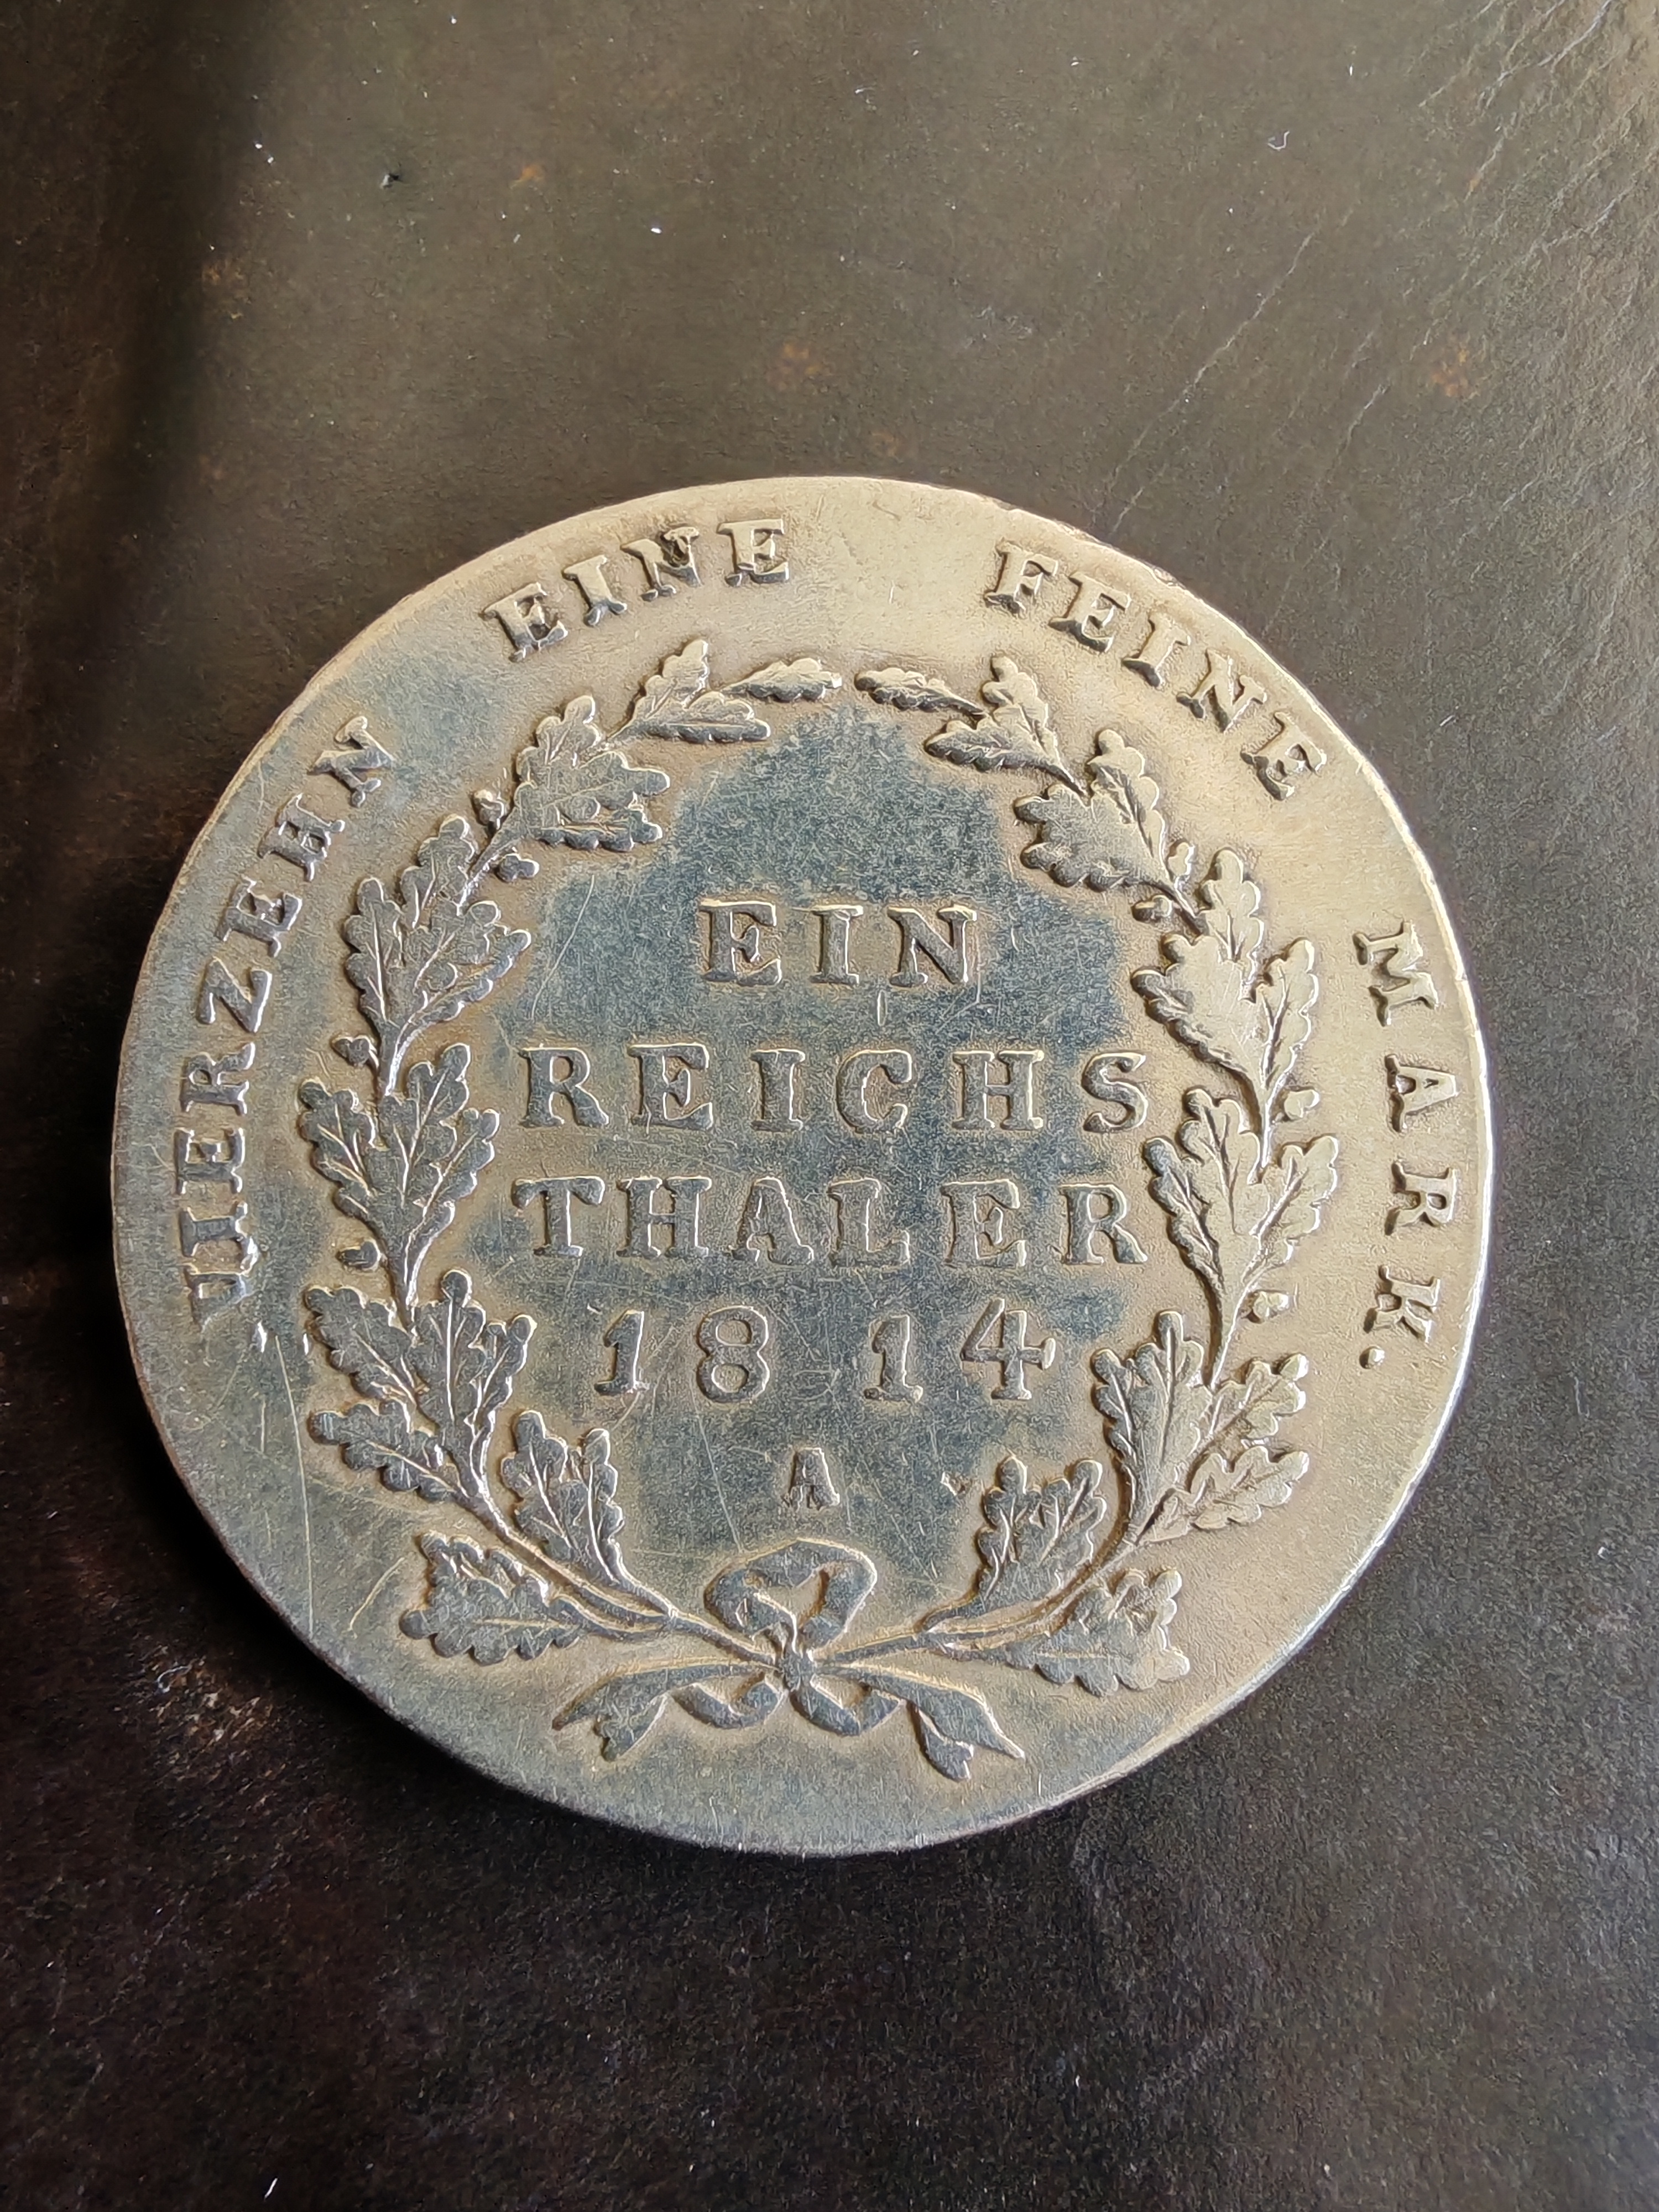 VIERZEHN EINE FEINE MARK.
EIN
REICHS
THALER
1814
A